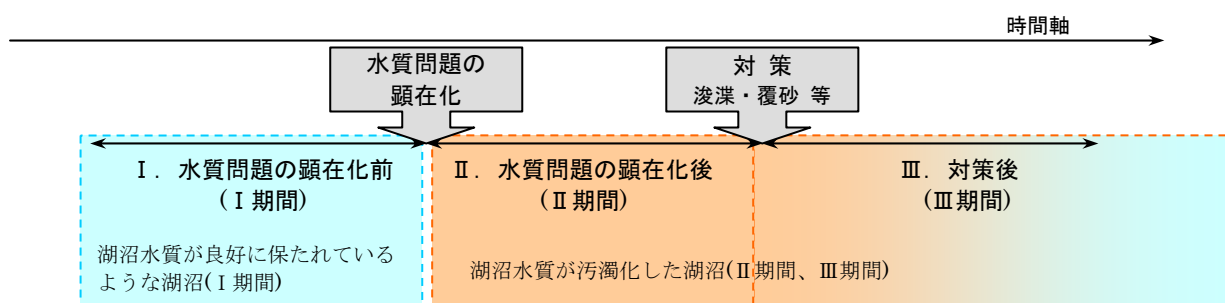 時間軸
水質問題の
顕在化
対 策
浚渫・覆砂 等
Ⅰ．水質問題の顕在化前
(Ⅰ期間)
Ⅱ．水質問題の顕在化後
(Ⅱ期間)
Ⅲ．対策後
(Ⅲ期間)
湖沼水質が良好に保たれている
ような湖沼(Ⅰ期間)
湖沼水質が汚濁化した湖沼(Ⅱ期間、Ⅲ期間)